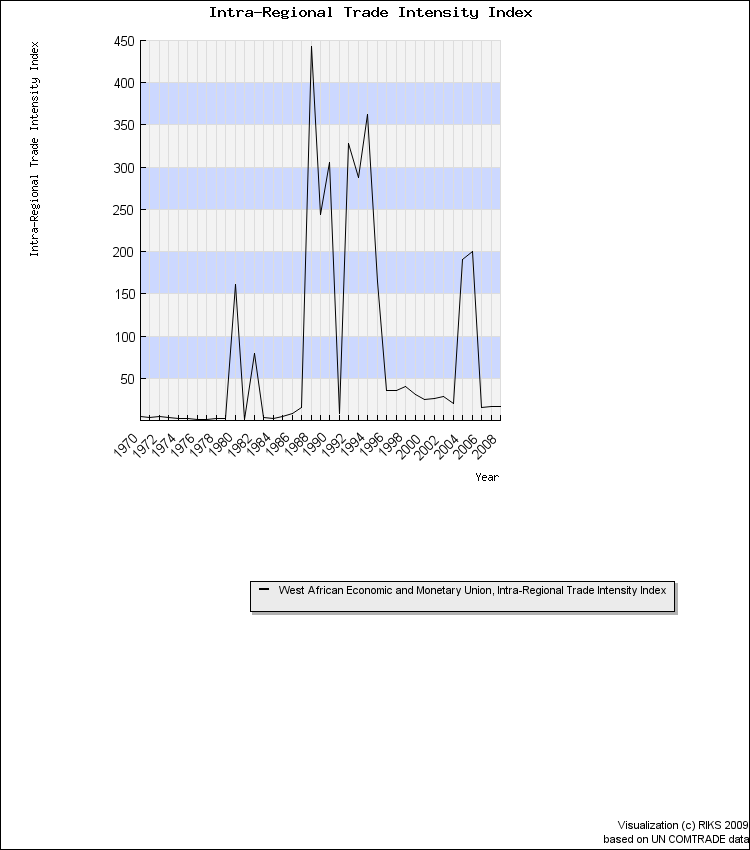 Intra-Regional Trade Intensity Index
Intra-Regional Trade Intensity Index
450
400
350
300
250
200
150
100
50
1970 1972 1974 1976 1978 1980 1982 1984 1986 1988 1990 1992 1994 1996 1998 2000 2002 2004 2006 2008
Year
West African Economic and Monetary Union, Intra-Regional Trade Intensity Index
Visualization (c) RIKS 2009
based on UN COMTRADE data